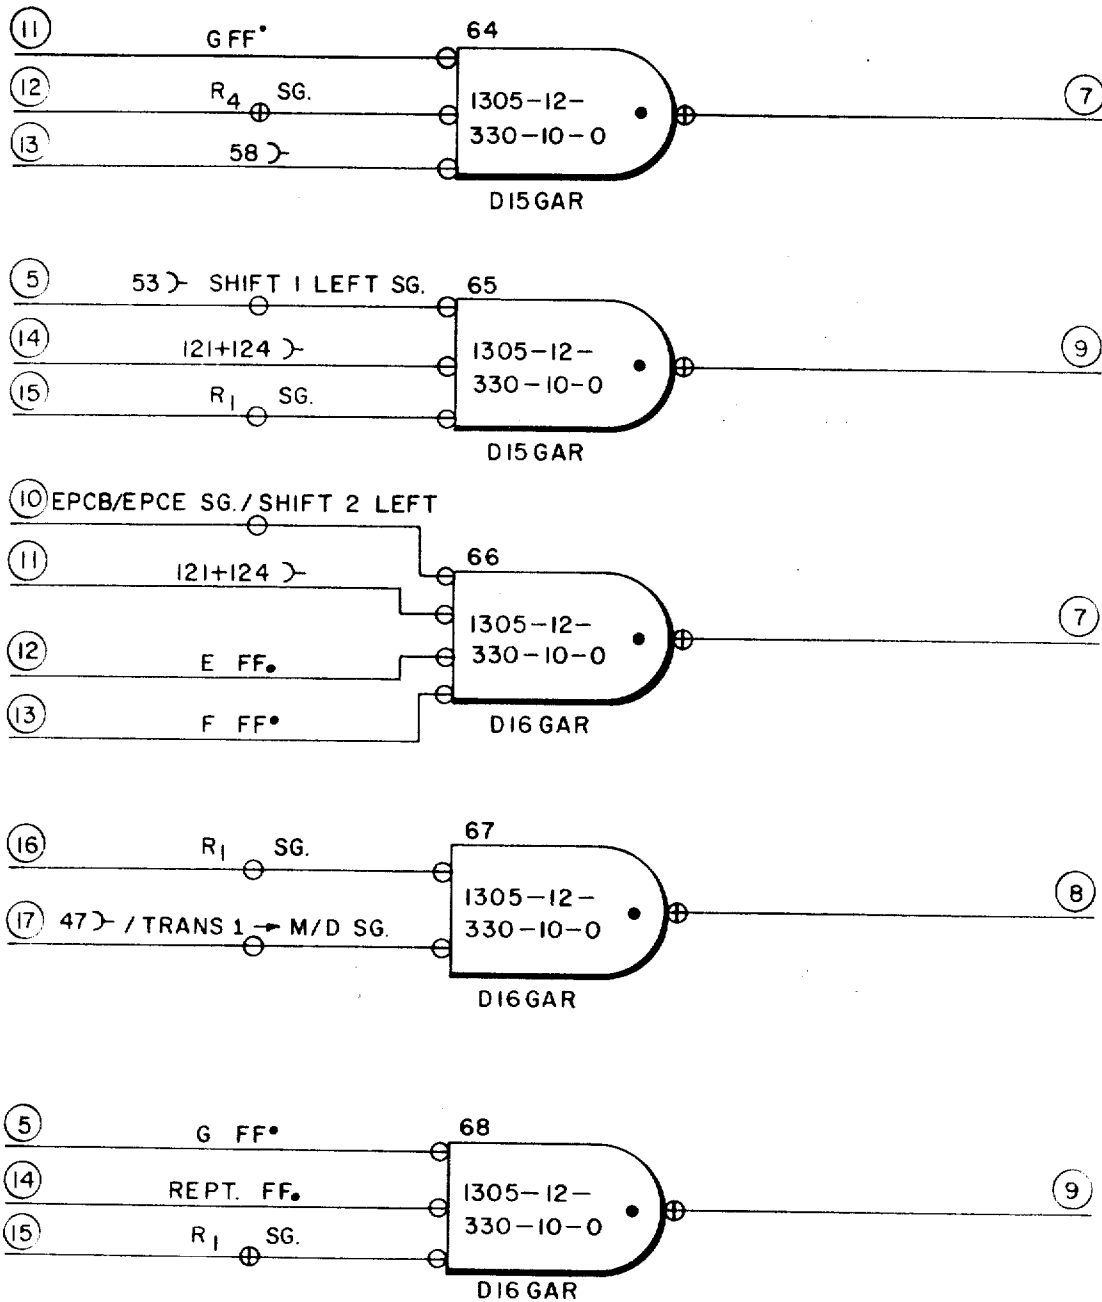 11 GFF• 64
12 R4 SG. 1305-12- 7
13 58 330-10-0
D15GAR
5 53 SHIFT 1 LEFT SG. 65
14 121+124 1305-12- 9
15 R1 SG. 330-10-0
D15GAR
10 EPCB/EPCE SG./SHIFT 2 LEFT
11 121+124 66
1305-12- 7
12 E FF. 330-10-0
13 F FF• D16GAR
16 R1 SG. 67
1305-12- 8
17 47 /TRANS 1 → M/D SG. 330-10-0
D16GAR
5 G FF• 68
14 REPT. FF. 1305-12- 9
15 R1 SG. 330-10-0
D16GAR